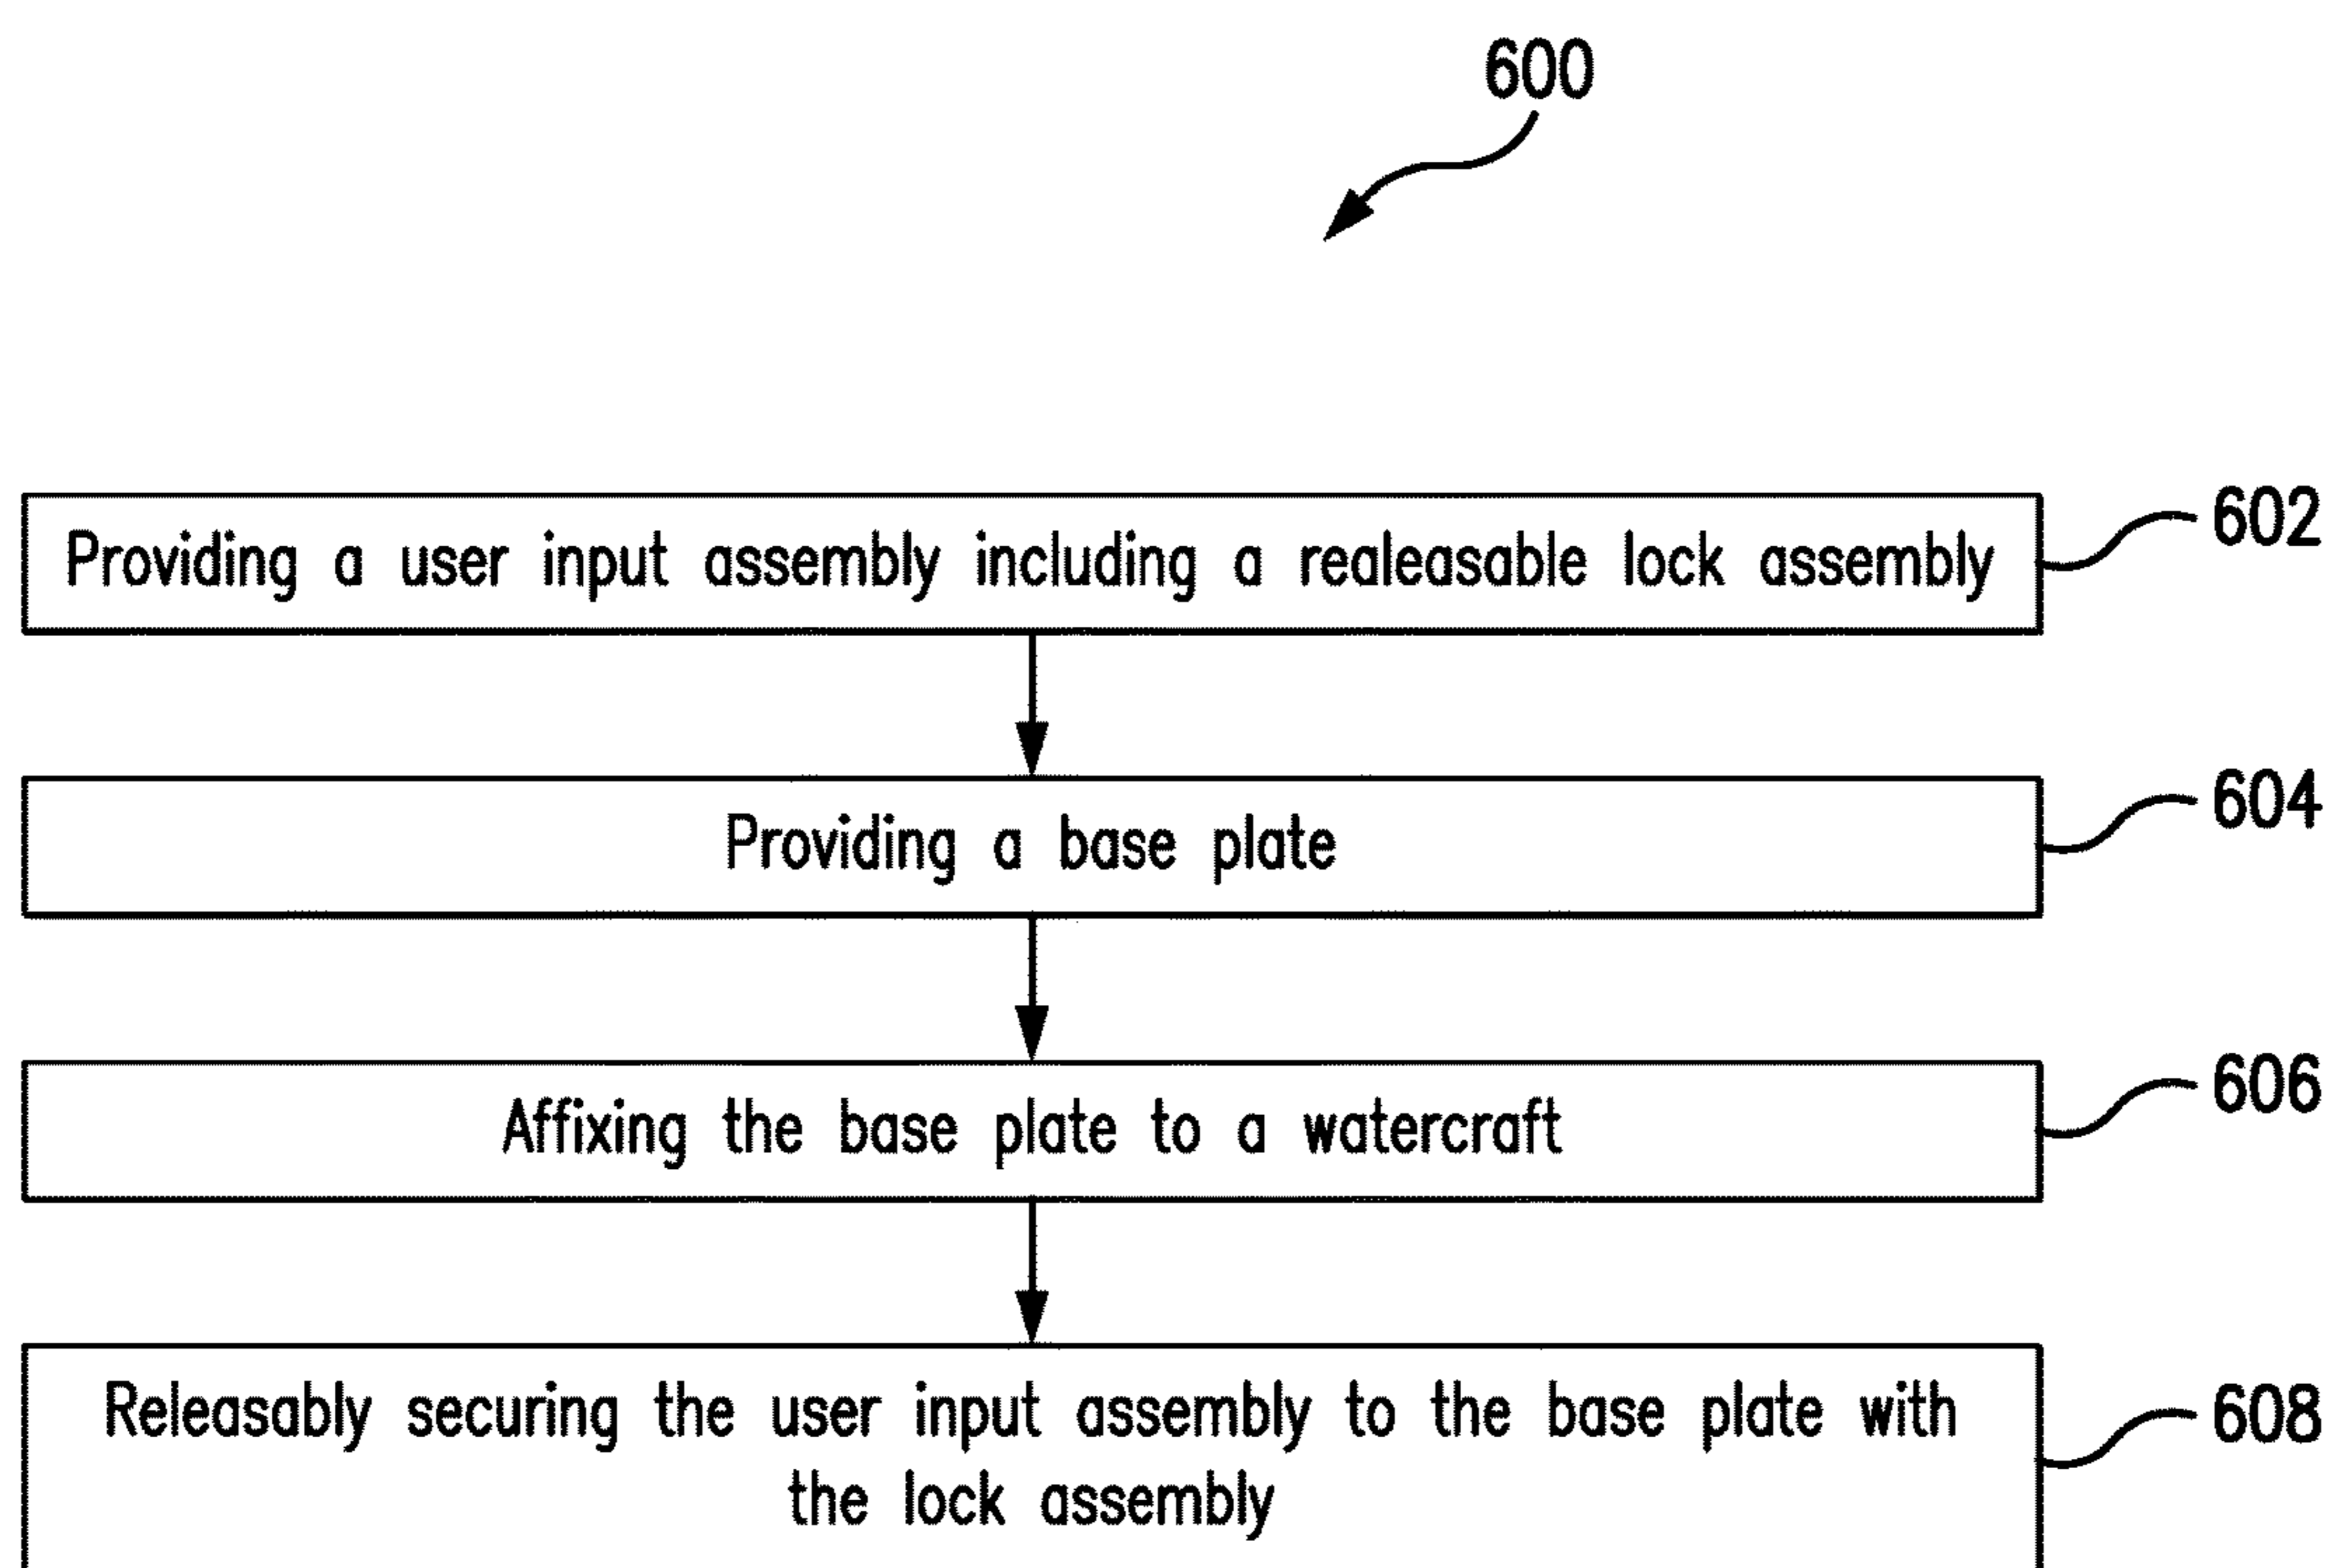 600
Providing a user input assembly including a realeasable lock assembly
602
Providing a base plate
604
Affixing the base plate to a watercraft
606
Releasably securing the user input assembly to the base plate with
the lock assembly
608